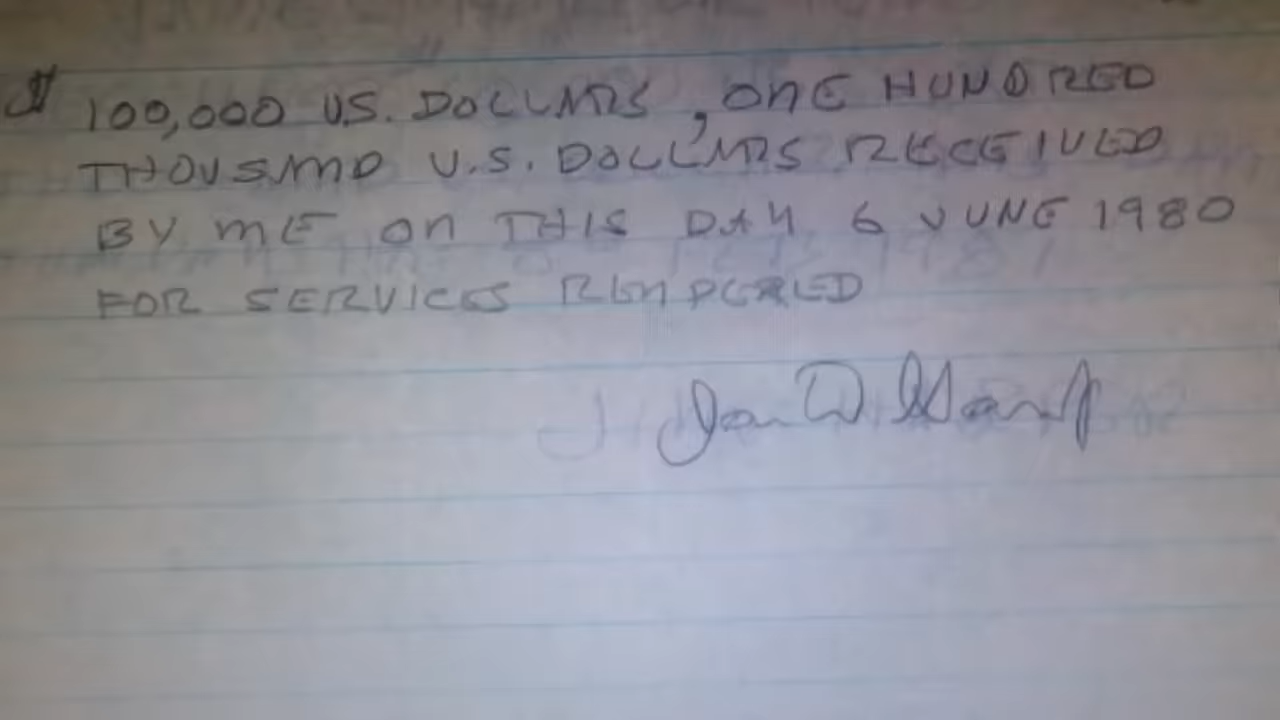 $ 100,000 U.S. DOLLARS, ONE HUNDRED
THOUSAND U.S. DOLLARS RECEIVED
BY ME ON THIS DAY 6 JUNE 1980
FOR SERVICES RENDERED